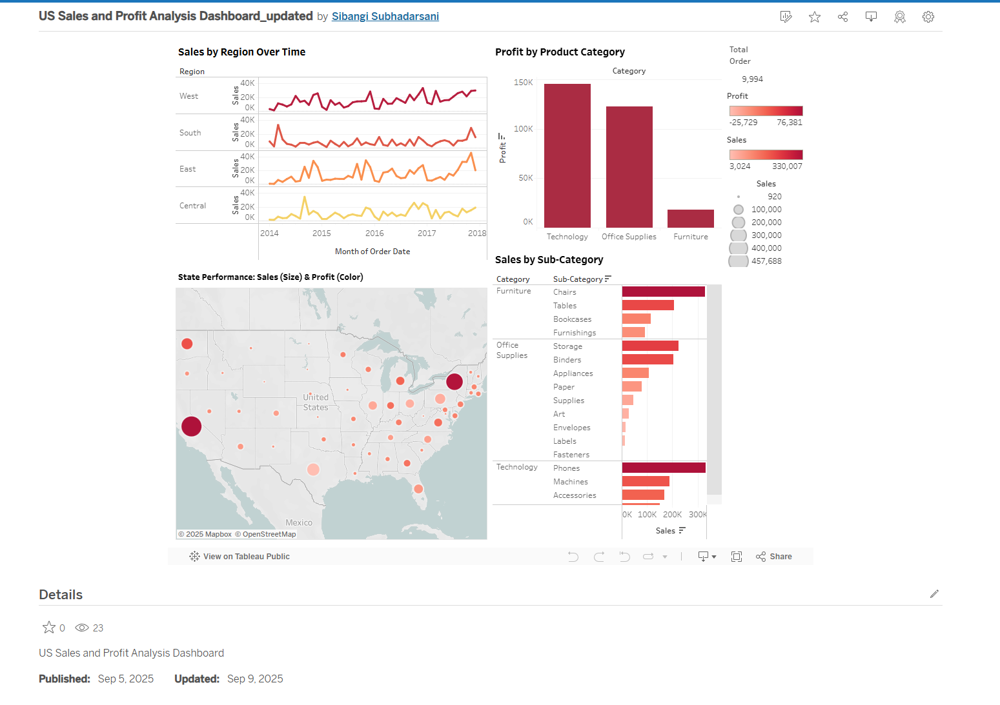 US Sales and Profit Analysis Dashboard_updated by Sibangi Subhadarsani
Sales by Region Over Time
Region
West
Sales
40K
20K
0K
South
Sales
40K
20K
0K
East
Sales
40K
20K
0K
Central
Sales
40K
20K
0K
2014 2015 2016 2017 2018
Month of Order Date
Profit by Product Category
Category
Profit
150K
100K
50K
0K
Technology Office Supplies Furniture
Total
Order
9,994
Profit
-25,729 76,381
Sales
3,024 330,007
Sales
920
100,000
200,000
300,000
400,000
457,688
State Performance: Sales (Size) & Profit (Color)
United
States
Mexico
© 2025 Mapbox © OpenStreetMap
Sales by Sub-Category
Category Sub-Category
Furniture Chairs
Tables
Bookcases
Furnishings
Office
Supplies
Storage
Binders
Appliances
Paper
Supplies
Art
Envelopes
Labels
Fasteners
Technology Phones
Machines
Accessories
0K 100K 200K 300K
Sales
View on Tableau Public
Share
Details
0 23
US Sales and Profit Analysis Dashboard
Published: Sep 5, 2025 Updated: Sep 9, 2025